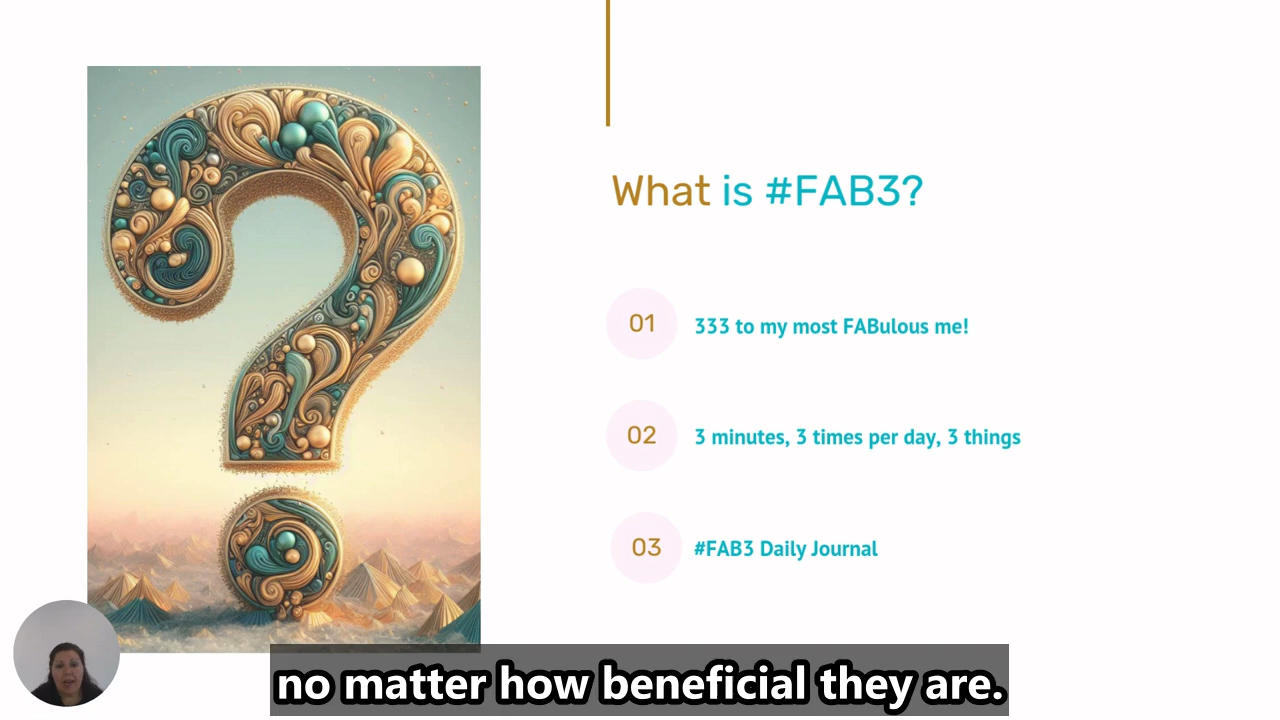 What is #FAB3?
01
333 to my most FABulous me!
02
3 minutes, 3 times per day, 3 things
03
#FAB3 Daily Journal
no matter how beneficial they are.